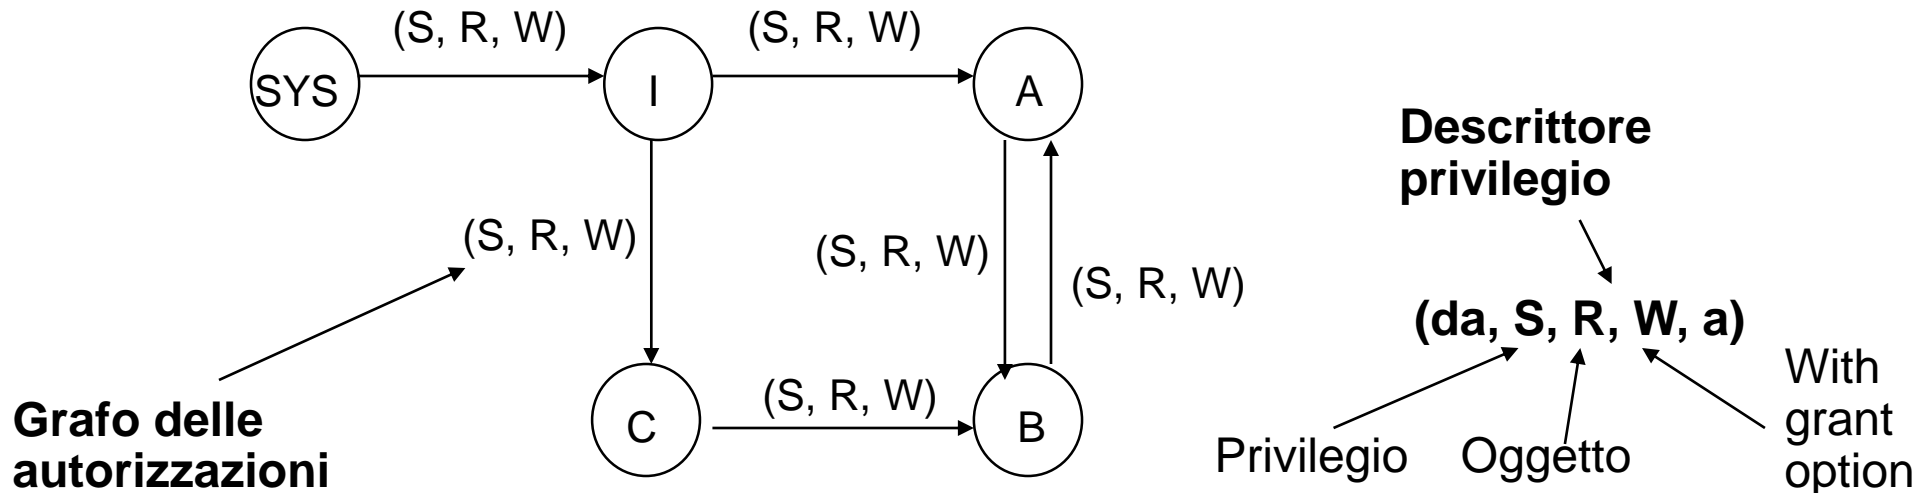 (S, R, W)
(S, R, W)
SYS
I
A
Descrittore
privilegio
(S, R, W)
(S, R, W)
(S, R, W)
(da, S, R, W, a)
With
grant
option
Grafo delle
autorizzazioni
C
(S, R, W)
B
Privilegio
Oggetto